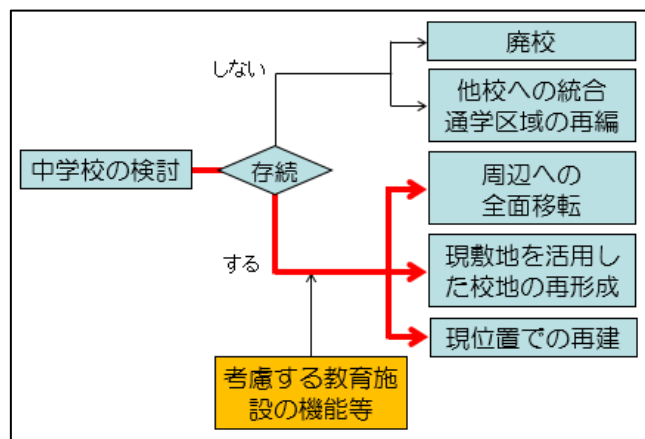 廃校
しない
他校への統合
通学区域の再編
中学校の検討
存続
周辺への
全面移転
する
現敷地を活用し
た校地の再形成
現位置での再建
考慮する教育施
設の機能等